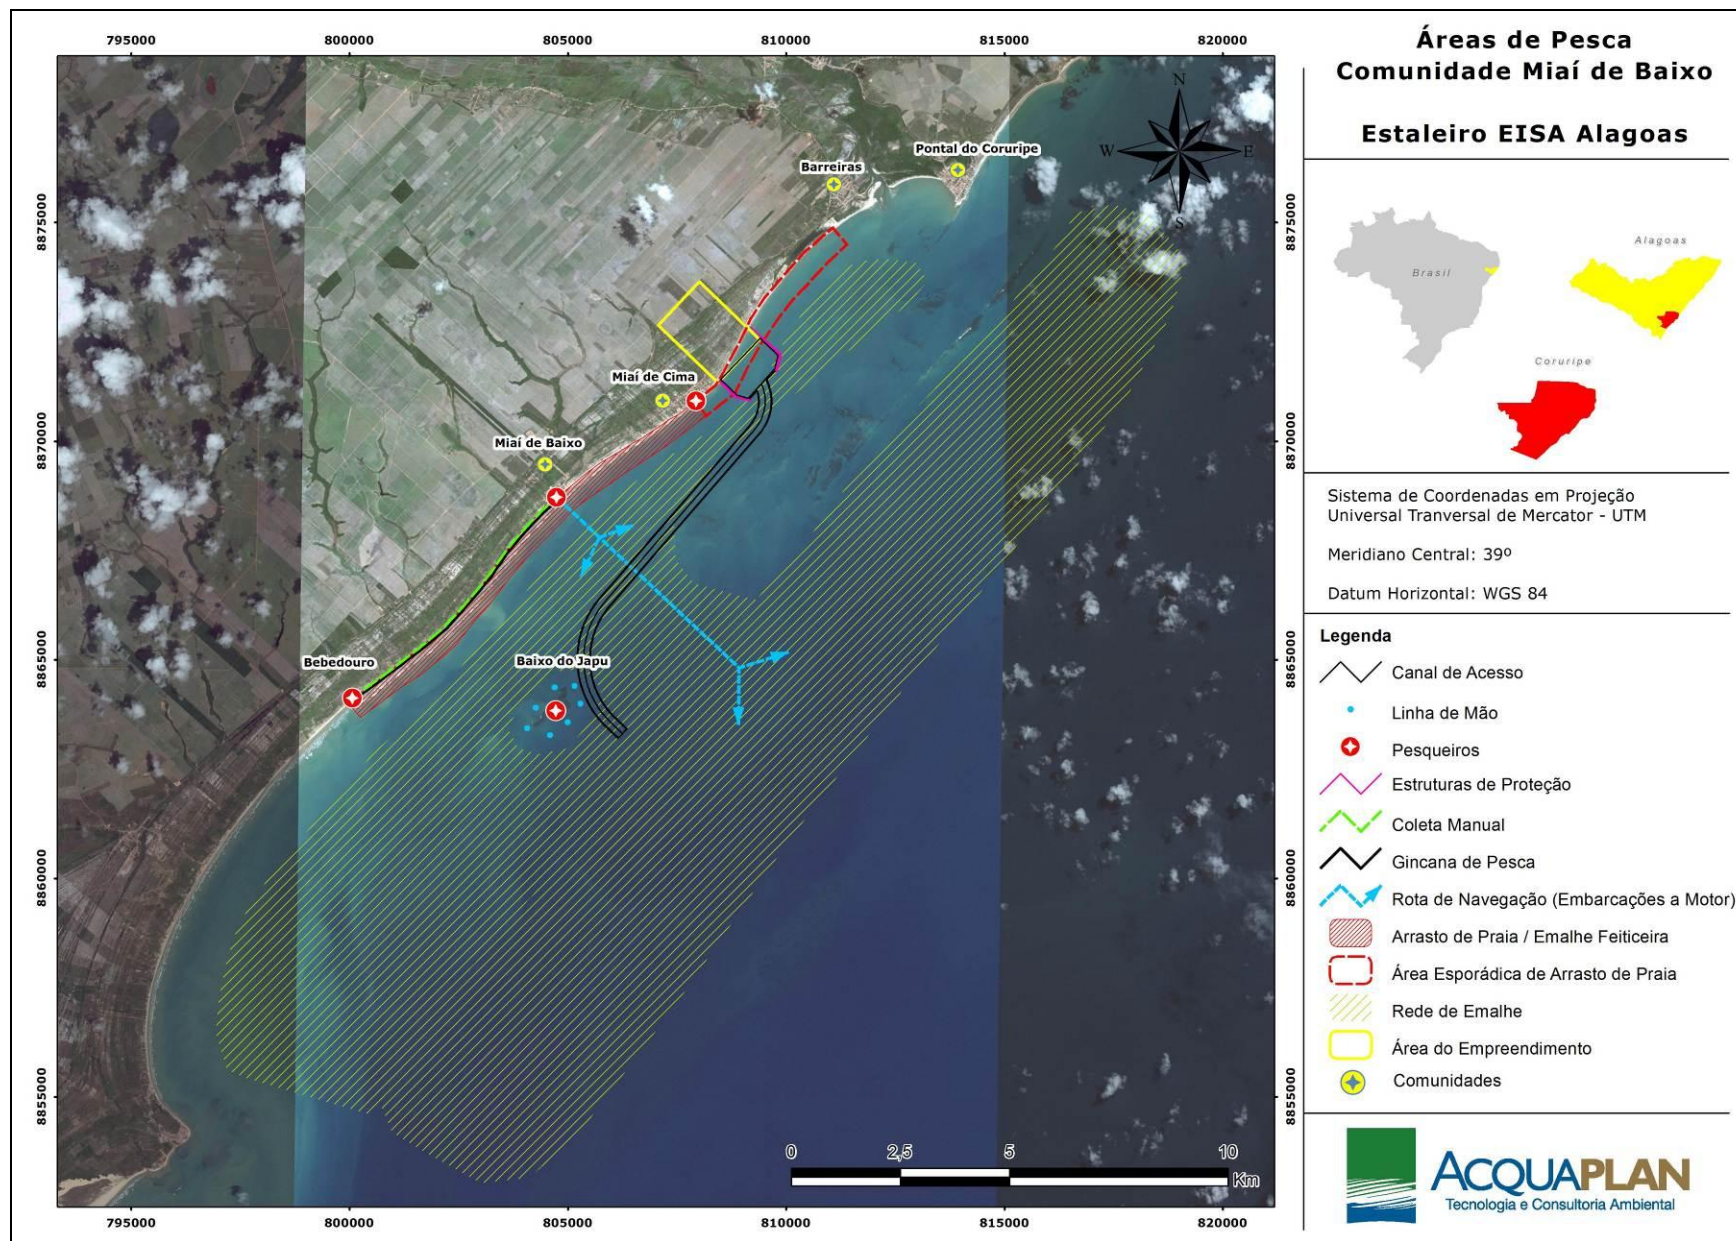 Áreas de Pesca
Comunidade Miaí de Baixo
Estaleiro EISA Alagoas
795000
800000
805000
810000
815000
820000
8875000
8870000
8865000
8860000
8855000
8875000
8870000
8865000
8860000
8855000
N
W
E
S
Pontal do Coruripe
Barreiras
Miaí de Cima
Miaí de Baixo
Bebedouro
Baixo do Japu
0
2,5
5
10
Km
795000
800000
805000
810000
815000
820000
Brasil
Alagoas
Coruripe
Sistema de Coordenadas em Projeção
Universal Tranversal de Mercator - UTM
Meridiano Central: 39º
Datum Horizontal: WGS 84
Legenda
Canal de Acesso
Linha de Mão
Pesqueiros
Estruturas de Proteção
Coleta Manual
Gincana de Pesca
Rota de Navegação (Embarcações a Motor)
Arrasto de Praia / Emalhe Feiticeira
Área Esporádica de Arrasto de Praia
Rede de Emalhe
Área do Empreendimento
Comunidades
ACQUAPLAN
Tecnologia e Consultoria Ambiental